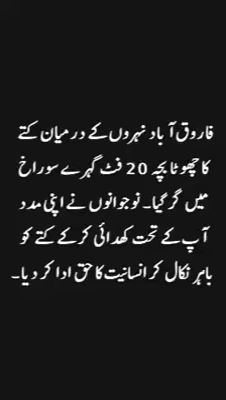 فاروق آباد نہروں کے درمیان کتے
کا چھوٹا بچہ 20 فٹ گہرے سوراخ
میں گر گیا۔ نوجوانوں نے اپنی مدد
آپ کے تحت کھدائی کر کے کتے کو
باہر نکال کر انسانیت کا حق ادا کر دیا۔